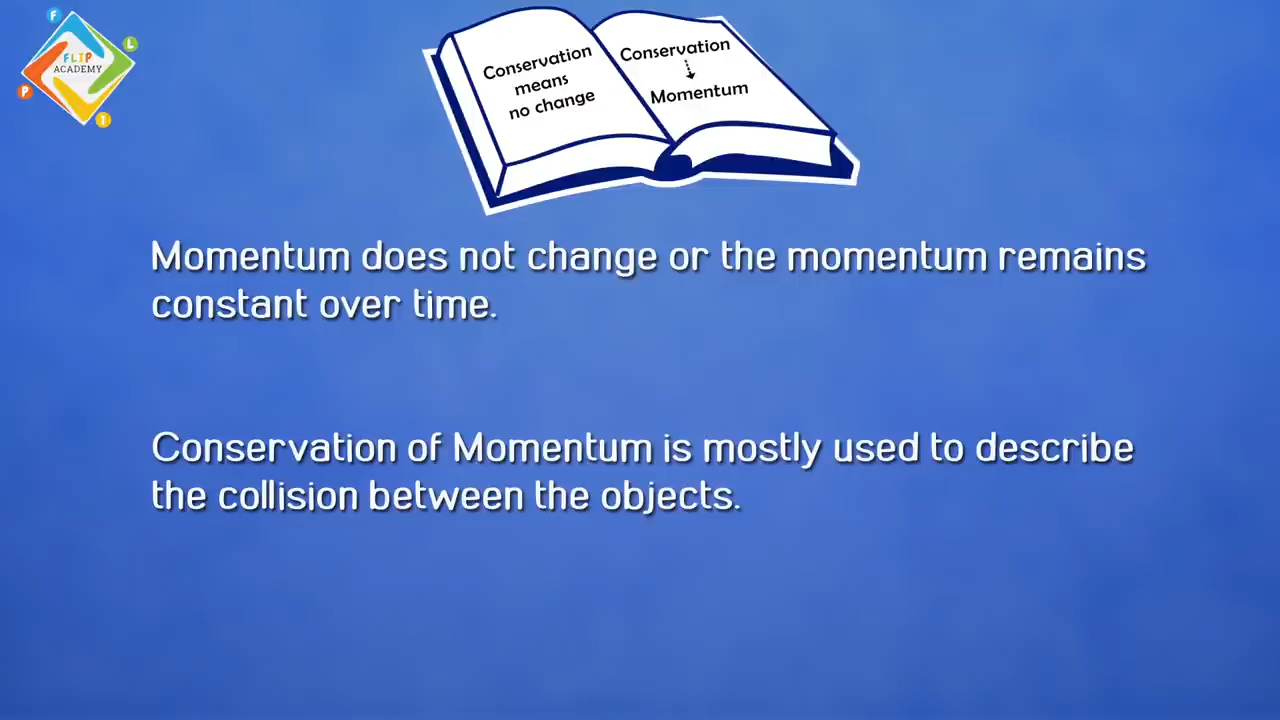 F
L
FLIP
ACADEMY
P
I
Conservation
means
no change
Conservation
Momentum
Momentum does not change or the momentum remains
constant over time.
Conservation of Momentum is mostly used to describe
the collision between the objects.